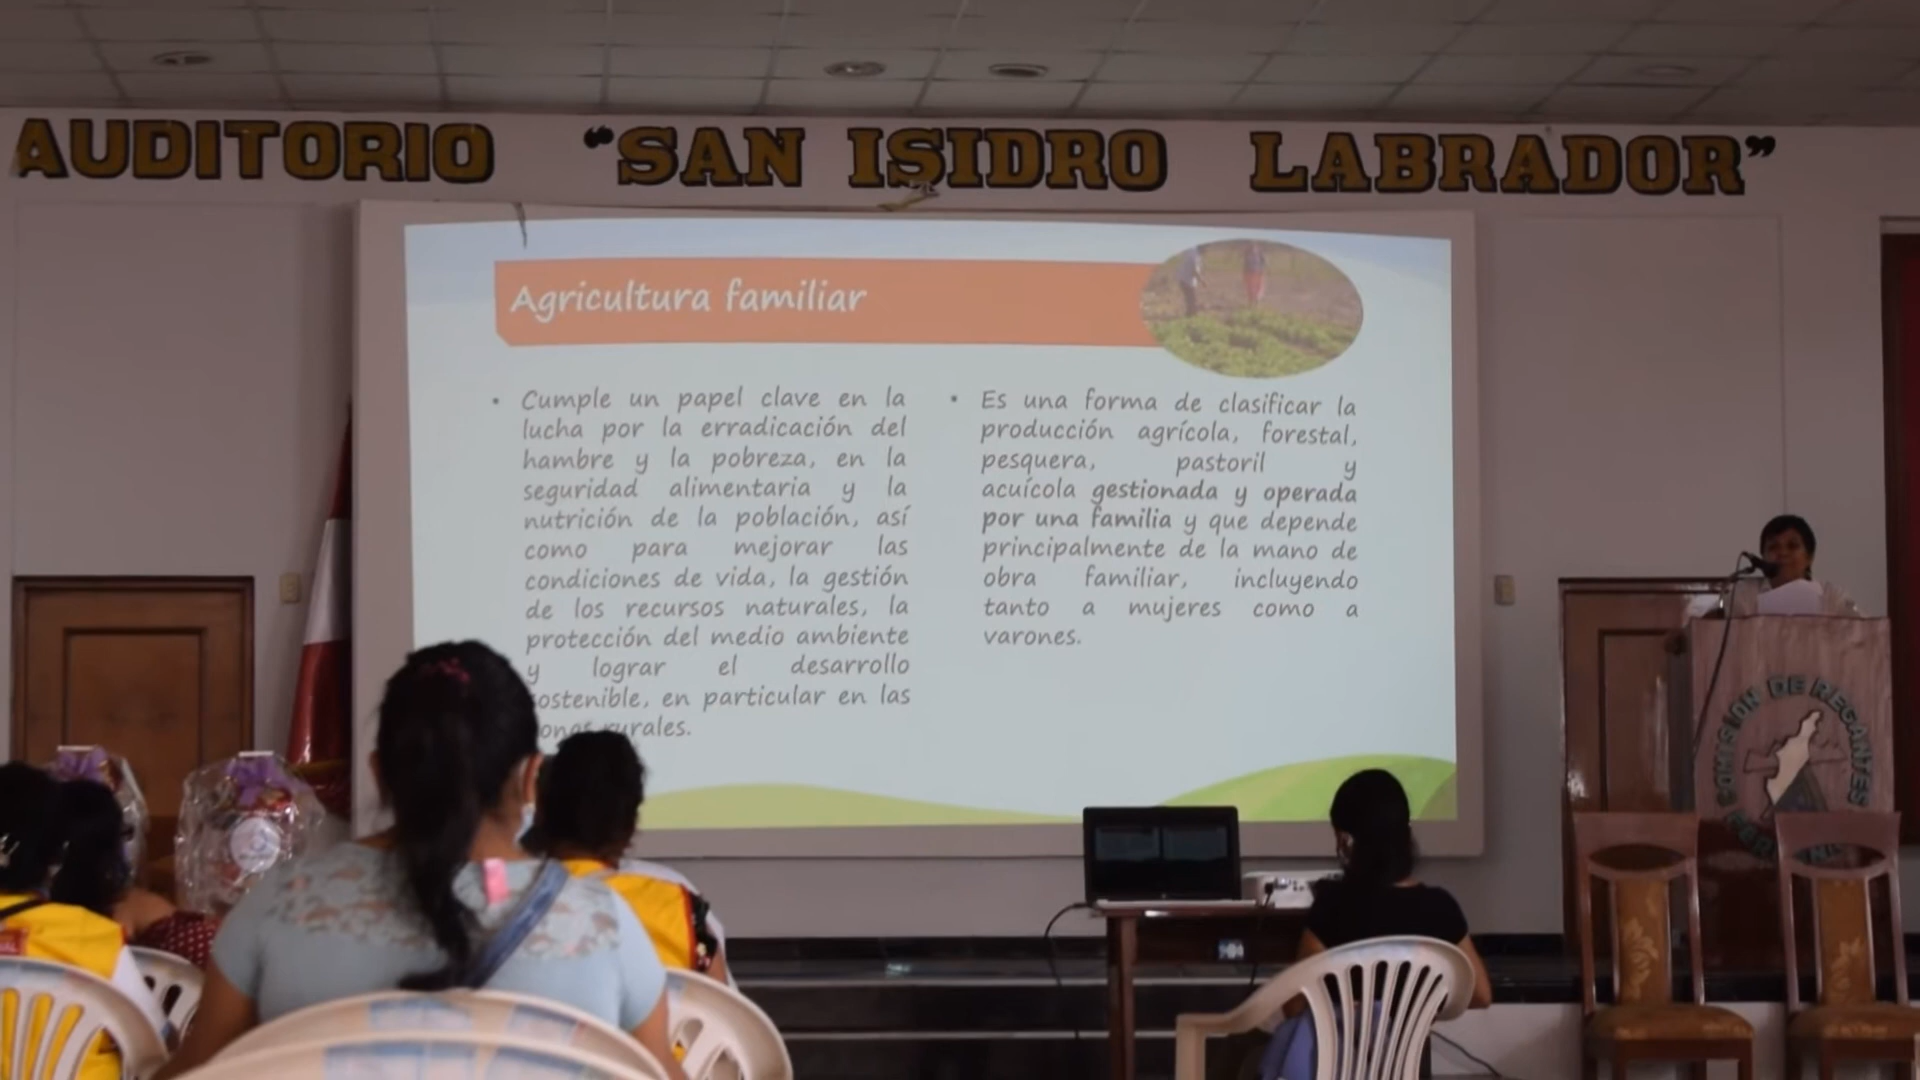 AUDITORIO "SAN ISIDRO LABRADOR"
Agricultura familiar
• Cumple un papel clave en la
lucha por la erradicación del
hambre y la pobreza, en la
seguridad alimentaria y la
nutrición de la población, así
como para mejorar las
condiciones de vida, la gestión
de los recursos naturales, la
protección del medio ambiente
y lograr el desarrollo
sostenible, en particular en las
zonas rurales.
• Es una forma de clasificar la
producción agrícola, forestal,
pesquera, pastoril y
acuícola gestionada y operada
por una familia y que depende
principalmente de la mano de
obra familiar, incluyendo
tanto a mujeres como a
varones.
COMISION DE REGANTES